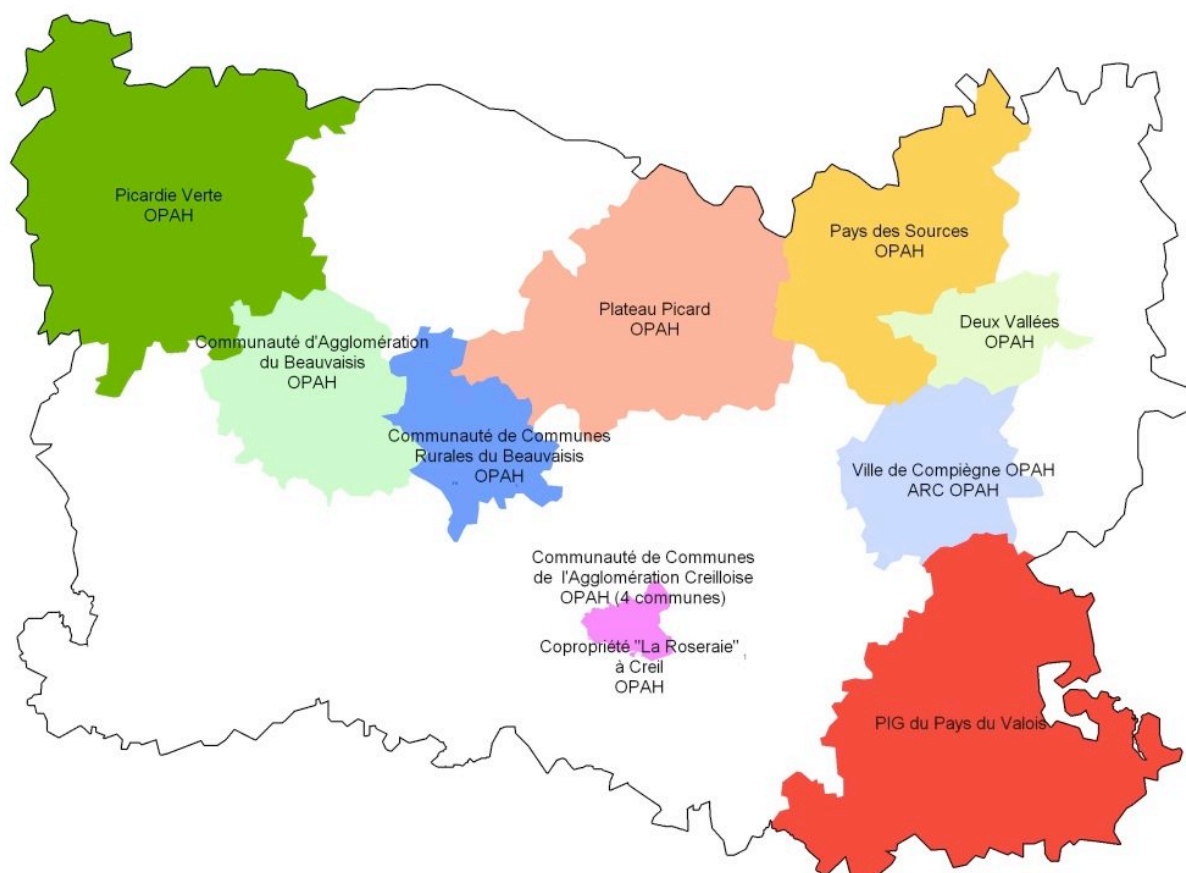 Picardie Verte
OPAH
Pays des Sources
OPAH
Plateau Picard
OPAH
Deux Vallées
OPAH
Communauté d'Agglomération
du Beauvaisis
OPAH
Communauté de Communes
Rurales du Beauvaisis
OPAH
Ville de Compiègne OPAH
ARC OPAH
Communauté de Communes
de l'Agglomération Creilloise
OPAH (4 communes)
Copropriété "La Roseraie"
à Creil
OPAH
PIG du Pays du Valois